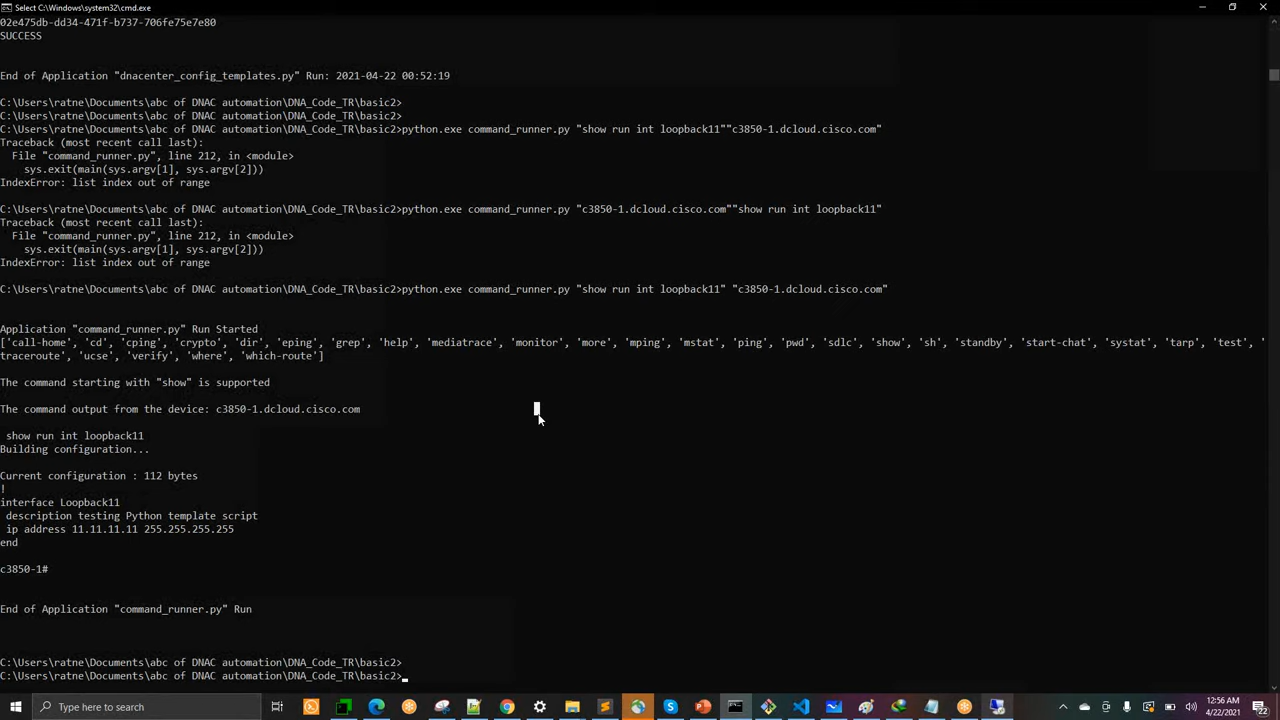 Select C:\Windows\system32\cmd.exe
02e475db-dd34-471f-b737-706fe75e7e80
SUCCESS
End of Application "dnacenter_config_templates.py" Run: 2021-04-22 00:52:19
C:\Users\ratne\Documents\abc of DNAC automation\DNA_Code_TR\basic2>
C:\Users\ratne\Documents\abc of DNAC automation\DNA_Code_TR\basic2>
C:\Users\ratne\Documents\abc of DNAC automation\DNA_Code_TR\basic2>python.exe command_runner.py "show run int loopback11""c3850-1.dcloud.cisco.com"
Traceback (most recent call last):
  File "command_runner.py", line 212, in <module>
    sys.exit(main(sys.argv[1], sys.argv[2]))
IndexError: list index out of range
C:\Users\ratne\Documents\abc of DNAC automation\DNA_Code_TR\basic2>python.exe command_runner.py "c3850-1.dcloud.cisco.com""show run int loopback11"
Traceback (most recent call last):
  File "command_runner.py", line 212, in <module>
    sys.exit(main(sys.argv[1], sys.argv[2]))
IndexError: list index out of range
C:\Users\ratne\Documents\abc of DNAC automation\DNA_Code_TR\basic2>python.exe command_runner.py "show run int loopback11" "c3850-1.dcloud.cisco.com"
Application "command_runner.py" Run Started
['call-home', 'cd', 'cping', 'crypto', 'dir', 'eping', 'grep', 'help', 'mediatrace', 'monitor', 'more', 'mping', 'mstat', 'ping', 'pwd', 'sdlc', 'show', 'sh', 'standby', 'start-chat', 'systat', 'tarp', 'test', '
traceroute', 'ucse', 'verify', 'where', 'which-route']
The command starting with "show" is supported
The command output from the device: c3850-1.dcloud.cisco.com
 show run int loopback11
Building configuration...
Current configuration : 112 bytes
!
interface Loopback11
 description testing Python template script
 ip address 11.11.11.11 255.255.255.255
end
c3850-1#
End of Application "command_runner.py" Run
C:\Users\ratne\Documents\abc of DNAC automation\DNA_Code_TR\basic2>
C:\Users\ratne\Documents\abc of DNAC automation\DNA_Code_TR\basic2>
Type here to search
12:56 AM
4/22/2021